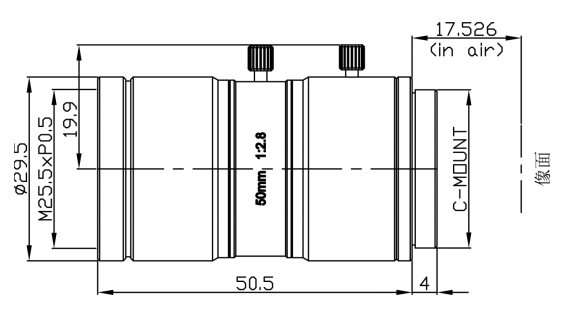 17.526
(in air)
19.9
Ø29.5
M25.5xP0.5
50mm 1:2.8
C-MOUNT
像面
50.5
4